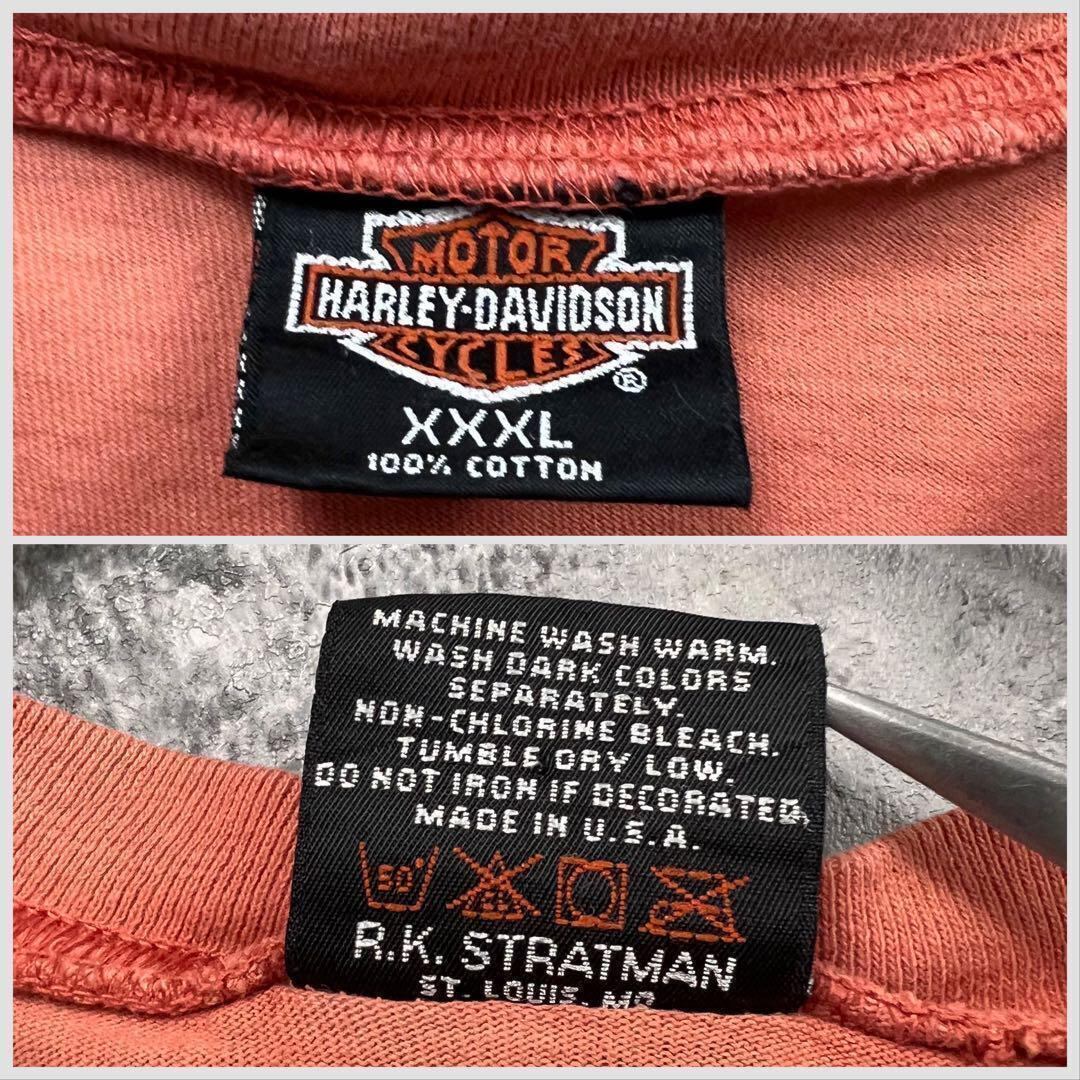 MOTOR
HARLEY-DAVIDSON
CYCLES
®
XXXL
100% COTTON
MACHINE WASH WARM.
WASH DARK COLORS
SEPARATELY.
NON-CHLORINE BLEACH.
TUMBLE DRY LOW.
DO NOT IRON IF DECORATED.
MADE IN U.S.A.
50°
R.K. STRATMAN
ST. LOUIS, MO